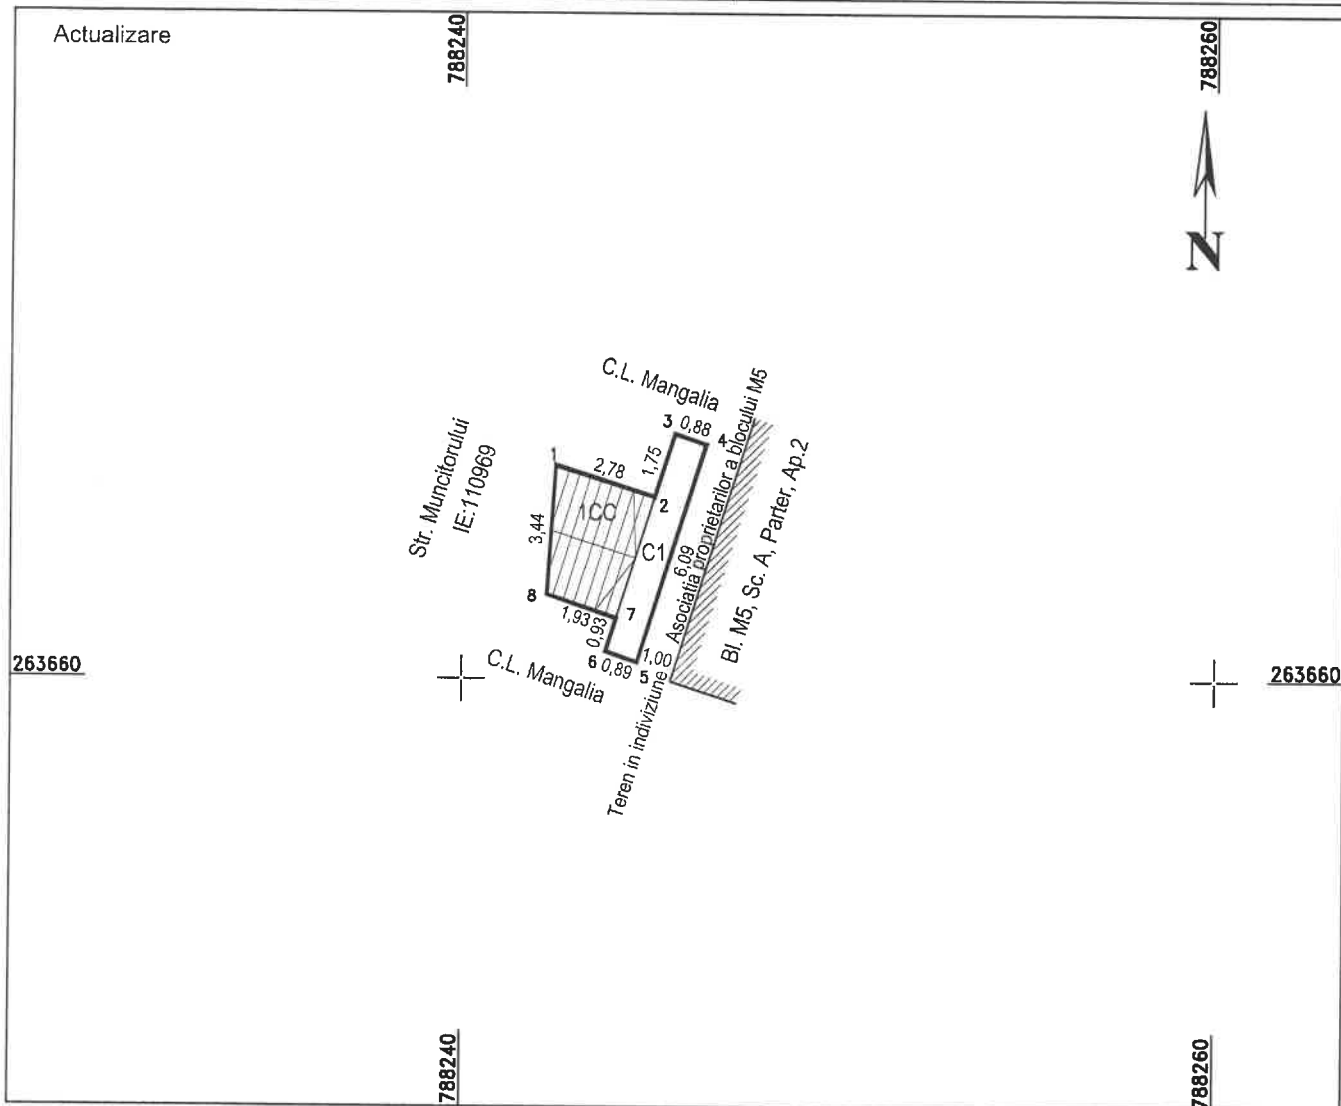 Actualizare
788240
788260
N
C.L. Mangalia
3 0,88 4
1 2,78 1,75 2
Str. Muncitorului
IE:110969
1CC
3,44
C1
6,09
Teren in indiviziune Asociatia proprietarilor a blocului M5
Bl. M5, Sc. A, Parter, Ap.2
8 1,93 0,93 7
6 0,89 5 1,00
C.L. Mangalia
263660
263660
788240
788260